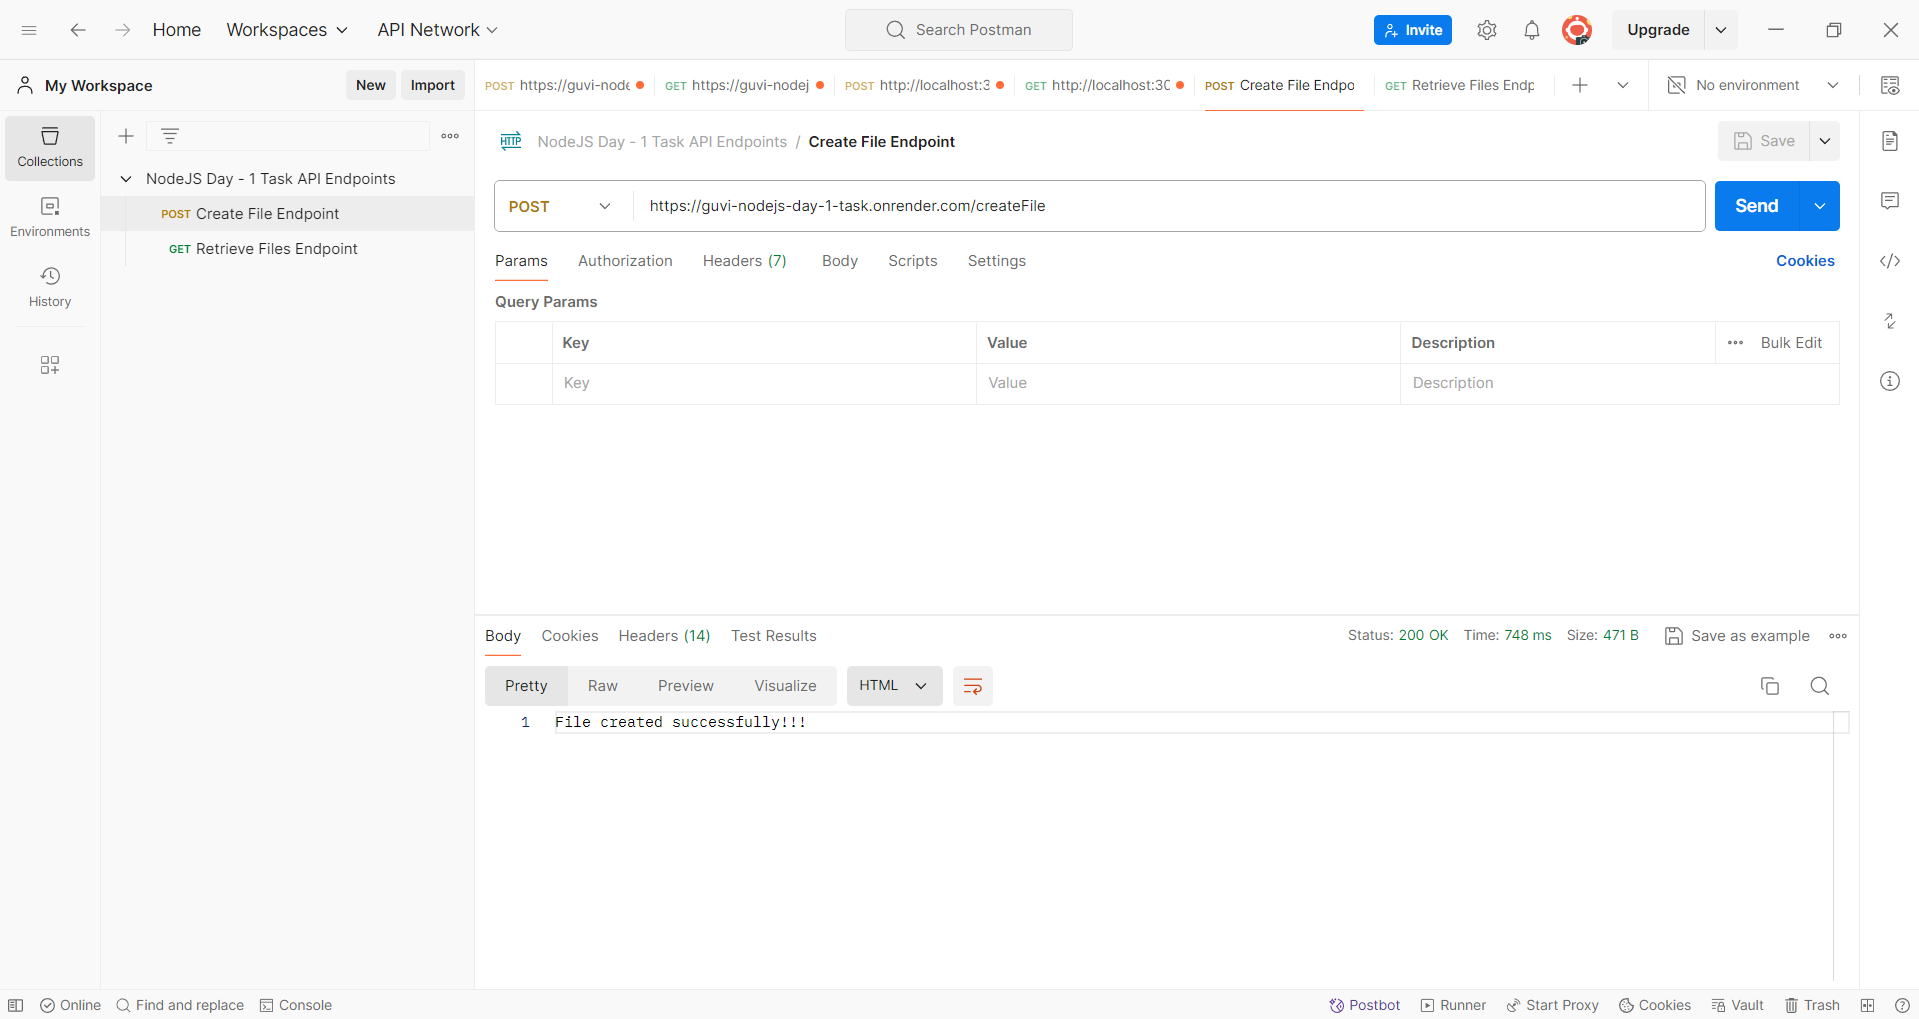 Home Workspaces API Network Search Postman Invite Upgrade
My Workspace New Import POST https://guvi-node GET https://guvi-nodej POST http://localhost:3 GET http://localhost:30 POST Create File Endpo GET Retrieve Files Endp No environment
Collections
Environments
History
NodeJS Day - 1 Task API Endpoints
POST Create File Endpoint
GET Retrieve Files Endpoint
HTTP NodeJS Day - 1 Task API Endpoints / Create File Endpoint Save
POST https://guvi-nodejs-day-1-task.onrender.com/createFile Send
Params Authorization Headers (7) Body Scripts Settings Cookies
Query Params
Key Value Description Bulk Edit
Key Value Description
Body Cookies Headers (14) Test Results Status: 200 OK Time: 748 ms Size: 471 B Save as example
Pretty Raw Preview Visualize HTML
1 File created successfully!!!
Online Find and replace Console Postbot Runner Start Proxy Cookies Vault Trash